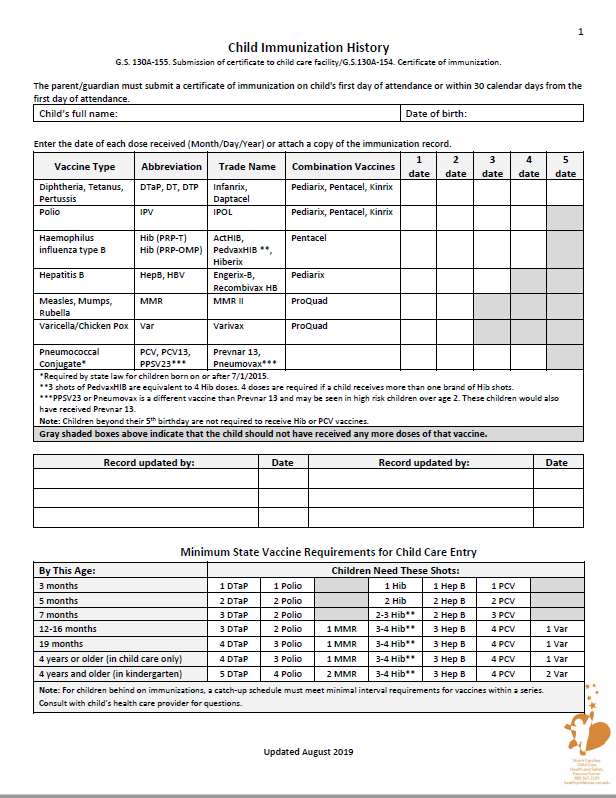 1
Child Immunization History
G.S. 130A-155. Submission of certificate to child care facility/G.S.130A-154. Certificate of immunization.
The parent/guardian must submit a certificate of immunization on child's first day of attendance or within 30 calendar days from the
first day of attendance.
Child's full name: Date of birth:
Enter the date of each dose received (Month/Day/Year) or attach a copy of the immunization record.
Vaccine Type Abbreviation Trade Name Combination Vaccines 1 date 2 date 3 date 4 date 5 date
Diphtheria, Tetanus, DTaP, DT, DTP Infanrix, Pediarix, Pentacel, Kinrix
Pertussis Daptacel
Polio IPV IPOL Pediarix, Pentacel, Kinrix
Haemophilus Hib (PRP-T) ActHIB, Pentacel
influenza type B Hib (PRP-OMP) PedvaxHIB **,
Hiberix
Hepatitis B HepB, HBV Engerix-B, Pediarix
Recombivax HB
Measles, Mumps, MMR MMR II ProQuad
Rubella
Varicella/Chicken Pox Var Varivax ProQuad
Pneumococcal PCV, PCV13, Prevnar 13,
Conjugate* PPSV23*** Pneumovax***
*Required by state law for children born on or after 7/1/2015.
**3 shots of PedvaxHIB are equivalent to 4 Hib doses. 4 doses are required if a child receives more than one brand of Hib shots.
***PPSV23 or Pneumovax is a different vaccine than Prevnar 13 and may be seen in high risk children over age 2. These children would also
have received Prevnar 13.
Note: Children beyond their 5th birthday are not required to receive Hib or PCV vaccines.
Gray shaded boxes above indicate that the child should not have received any more doses of that vaccine.
Record updated by: Date Record updated by: Date
Minimum State Vaccine Requirements for Child Care Entry
By This Age: Children Need These Shots:
3 months 1 DTaP 1 Polio 1 Hib 1 Hep B 1 PCV
5 months 2 DTaP 2 Polio 2 Hib 2 Hep B 2 PCV
7 months 3 DTaP 2 Polio 2-3 Hib** 2 Hep B 3 PCV
12-16 months 3 DTaP 2 Polio 1 MMR 3-4 Hib** 3 Hep B 4 PCV 1 Var
19 months 4 DTaP 3 Polio 1 MMR 3-4 Hib** 3 Hep B 4 PCV 1 Var
4 years or older (in child care only) 4 DTaP 3 Polio 1 MMR 3-4 Hib** 3 Hep B 4 PCV 1 Var
4 years and older (in kindergarten) 5 DTaP 4 Polio 2 MMR 3-4 Hib** 3 Hep B 4 PCV 2 Var
Note: For children behind on immunizations, a catch-up schedule must meet minimal interval requirements for vaccines within a series.
Consult with child's health care provider for questions.
Updated August 2019
North Carolina
Child Care
Health and Safety
Resource Center